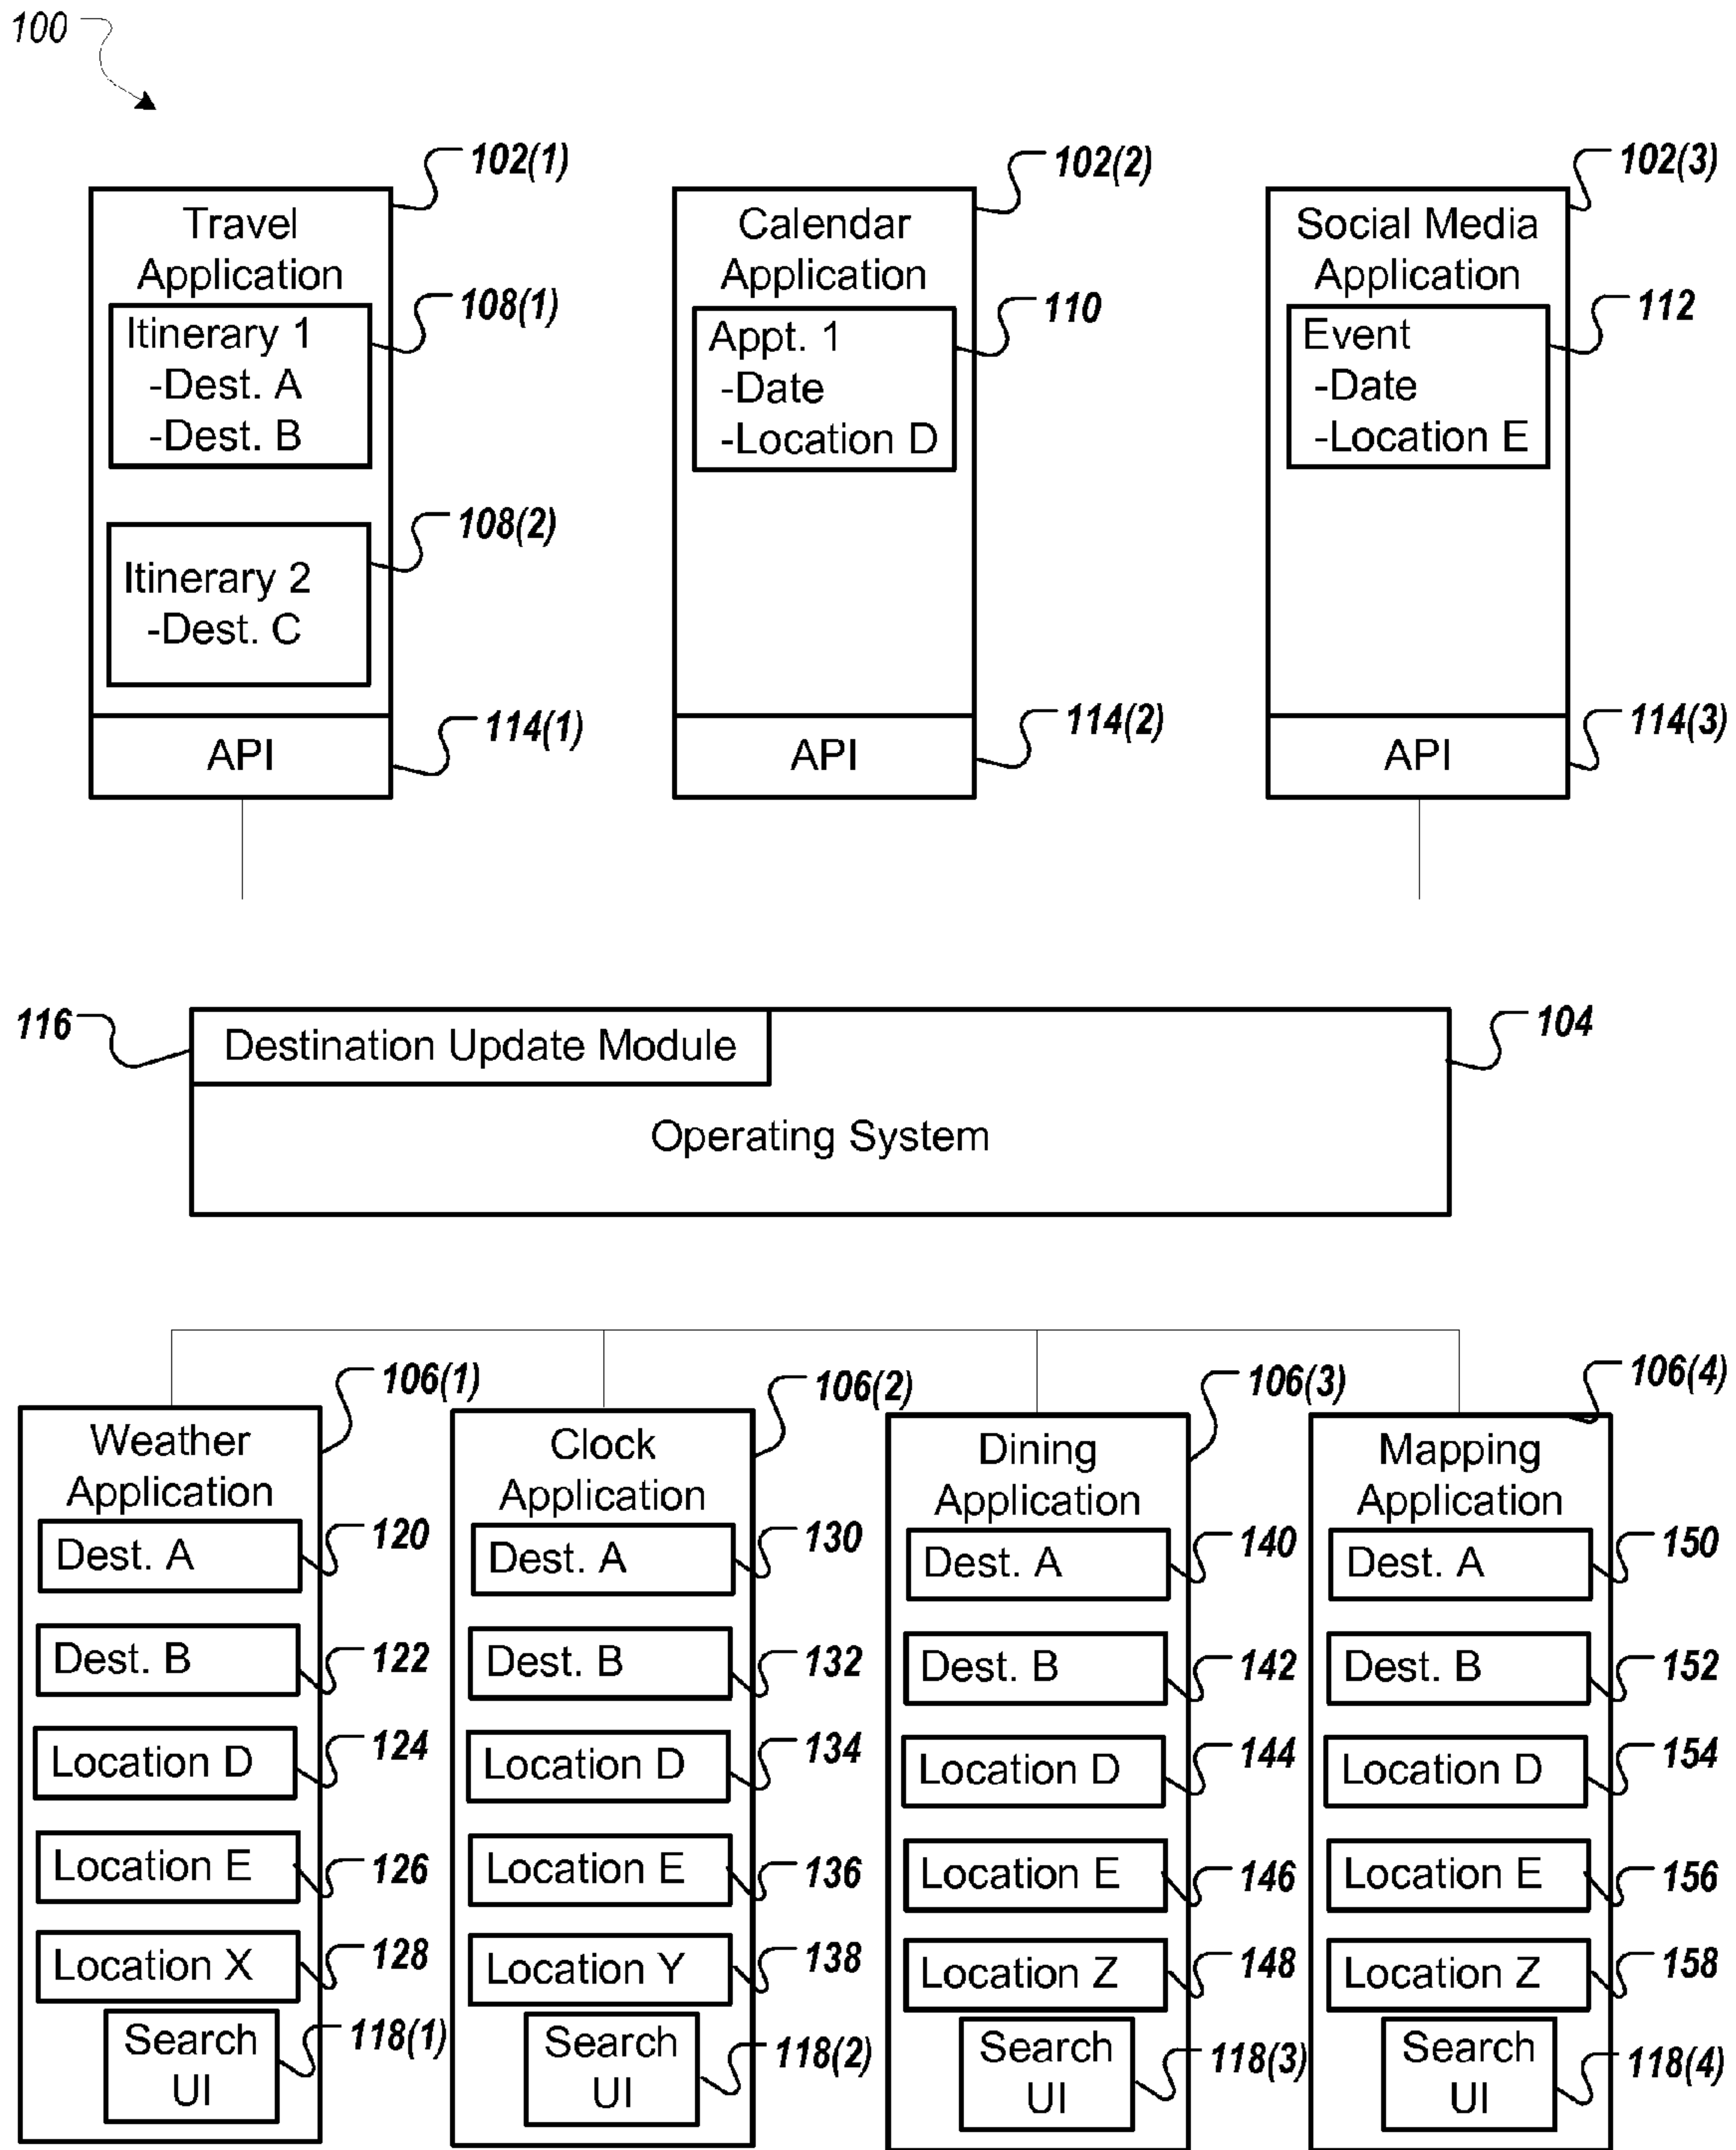 100
102(1)
102(2)
102(3)
Travel
Application
Itinerary 1
-Dest. A
-Dest. B
108(1)
Itinerary 2
-Dest. C
108(2)
API
114(1)
Calendar
Application
Appt. 1
-Date
-Location D
110
API
114(2)
Social Media
Application
Event
-Date
-Location E
112
API
114(3)
116
Destination Update Module
Operating System
104
106(1)
Weather
Application
Dest. A
120
Dest. B
122
Location D
124
Location E
126
Location X
128
Search
UI
118(1)
106(2)
Clock
Application
Dest. A
130
Dest. B
132
Location D
134
Location E
136
Location Y
138
Search
UI
118(2)
106(3)
Dining
Application
Dest. A
140
Dest. B
142
Location D
144
Location E
146
Location Z
148
Search
UI
118(3)
106(4)
Mapping
Application
Dest. A
150
Dest. B
152
Location D
154
Location E
156
Location Z
158
Search
UI
118(4)